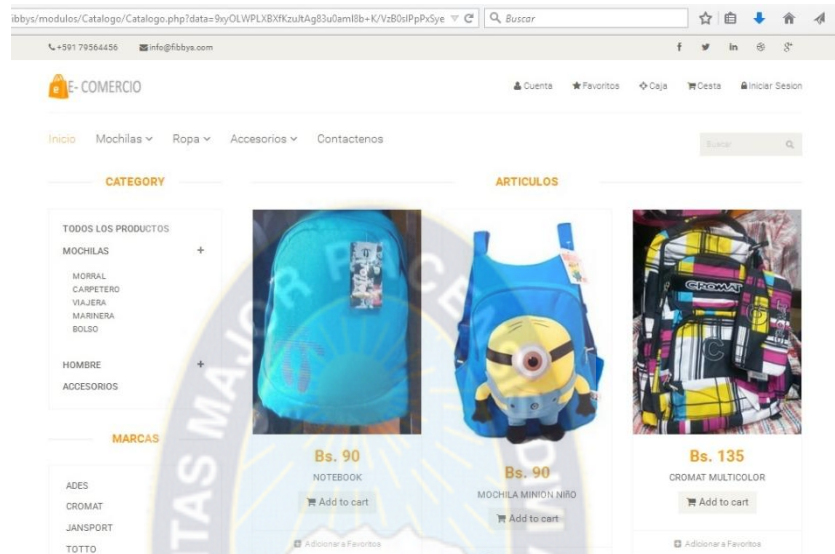 ibbys/modulos/Catalogo/Catalogo.php?data=9xyOLWPLXBXfKzuJtAg83u0amI8b+K/VzB0slPpPxSye
Buscar
+591 79564456 info@fibbys.com
E- COMERCIO
Cuenta Favoritos Caja Cesta Iniciar Sesion
Inicio Mochilas Ropa Accesorios Contactenos
Buscar
CATEGORY
TODOS LOS PRODUCTOS
MOCHILAS +
MORRAL
CARPETERO
VIAJERA
MARINERA
BOLSO
HOMBRE +
ACCESORIOS
MARCAS
ADES
CROMAT
JANSPORT
TOTTO
ARTICULOS
Bs. 90
NOTEBOOK
Add to cart
Adicionar a Favoritos
Bs. 90
MOCHILA MINION NIñO
Add to cart
CROMAT
Bs. 135
CROMAT MULTICOLOR
Add to cart
Adicionar a Favoritos